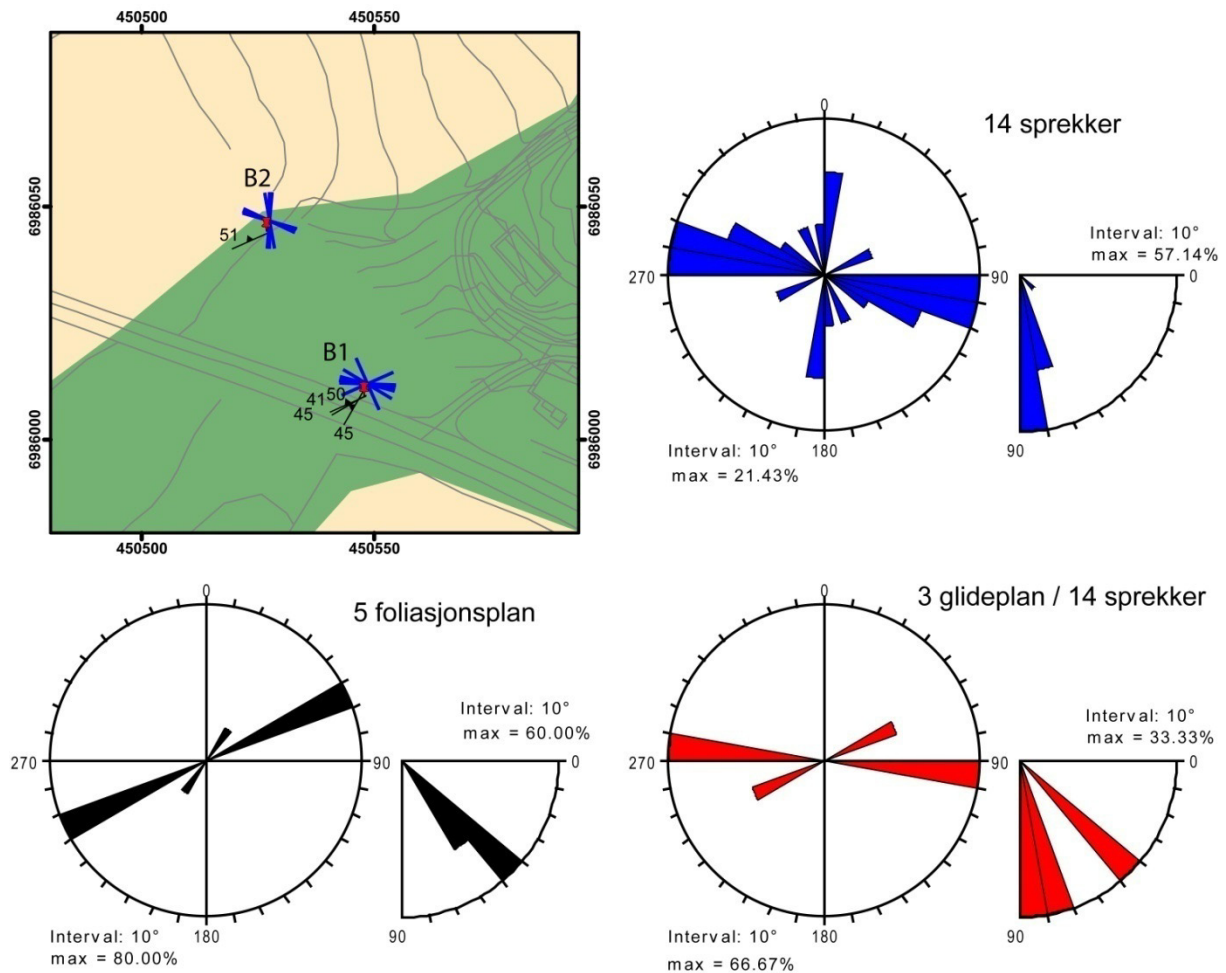 450500
450550
6986050
6986050
B2
51
B1
50
41
45
45
6986000
6986000
450500
450550
14 sprekker
0
270
90
180
Interval: 10°
max = 57.14%
0
90
Interval: 10°
max = 21.43%
5 foliasjonsplan
0
270
90
180
Interval: 10°
max = 60.00%
0
90
Interval: 10°
max = 80.00%
3 glideplan / 14 sprekker
0
270
90
180
Interval: 10°
max = 33.33%
0
90
Interval: 10°
max = 66.67%